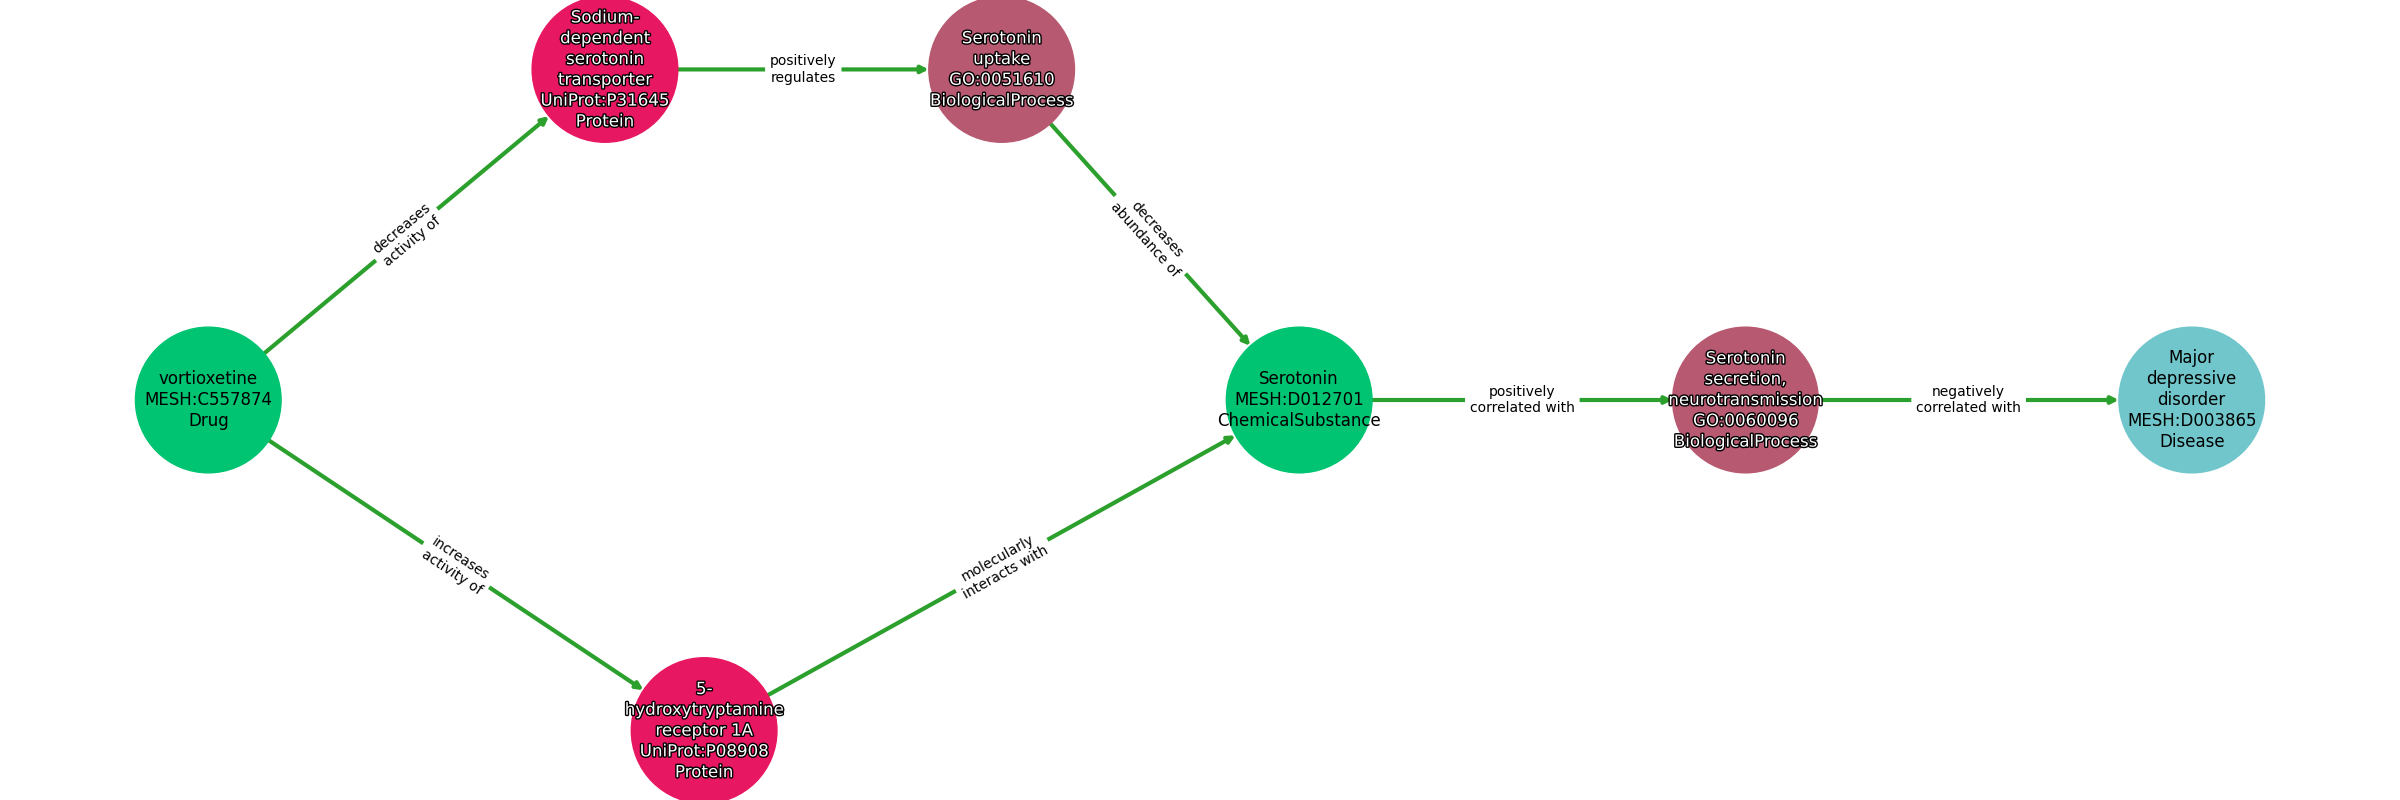 Sodium-
dependent
serotonin
transporter
UniProt:P31645
Protein
positively
regulates
Serotonin
uptake
GO:0051610
BiologicalProcess
decreases
activity of
decreases
abundance of
vortioxetine
MESH:C557874
Drug
Serotonin
MESH:D012701
ChemicalSubstance
positively
correlated with
Serotonin
secretion,
neurotransmission
GO:0060096
BiologicalProcess
negatively
correlated with
Major
depressive
disorder
MESH:D003865
Disease
increases
activity of
molecularly
interacts with
5-
hydroxytryptamine
receptor 1A
UniProt:P08908
Protein